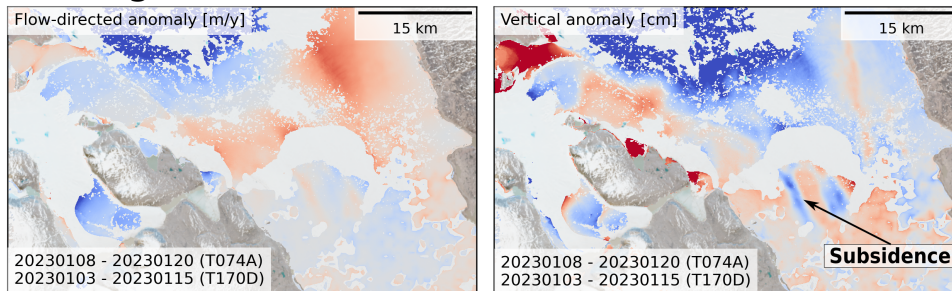 Flow-directed anomaly [m/y]
15 km
20230108 - 20230120 (T074A)
20230103 - 20230115 (T170D)
Vertical anomaly [cm]
15 km
Subsidence
20230108 - 20230120 (T074A)
20230103 - 20230115 (T170D)